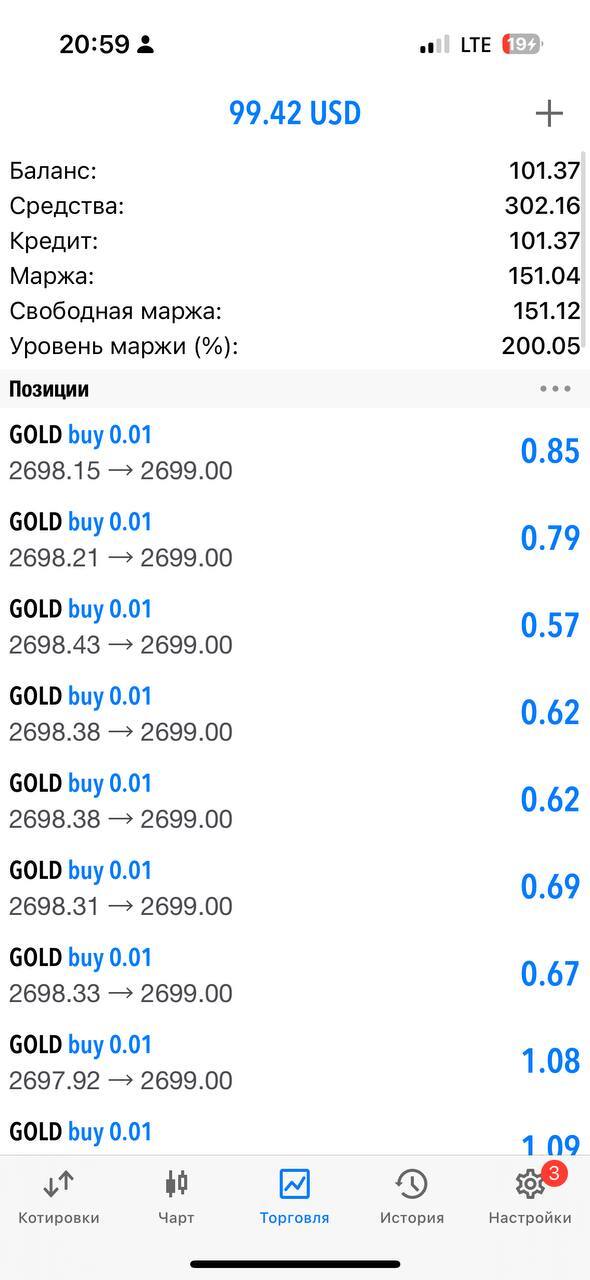 20:59
LTE
19
99.42 USD
Баланс: 101.37
Средства: 302.16
Кредит: 101.37
Маржа: 151.04
Свободная маржа: 151.12
Уровень маржи (%): 200.05
Позиции
GOLD buy 0.01
2698.15 → 2699.00
0.85
GOLD buy 0.01
2698.21 → 2699.00
0.79
GOLD buy 0.01
2698.43 → 2699.00
0.57
GOLD buy 0.01
2698.38 → 2699.00
0.62
GOLD buy 0.01
2698.38 → 2699.00
0.62
GOLD buy 0.01
2698.31 → 2699.00
0.69
GOLD buy 0.01
2698.33 → 2699.00
0.67
GOLD buy 0.01
2697.92 → 2699.00
1.08
GOLD buy 0.01
1.09
3
Котировки
Чарт
Торговля
История
Настройки